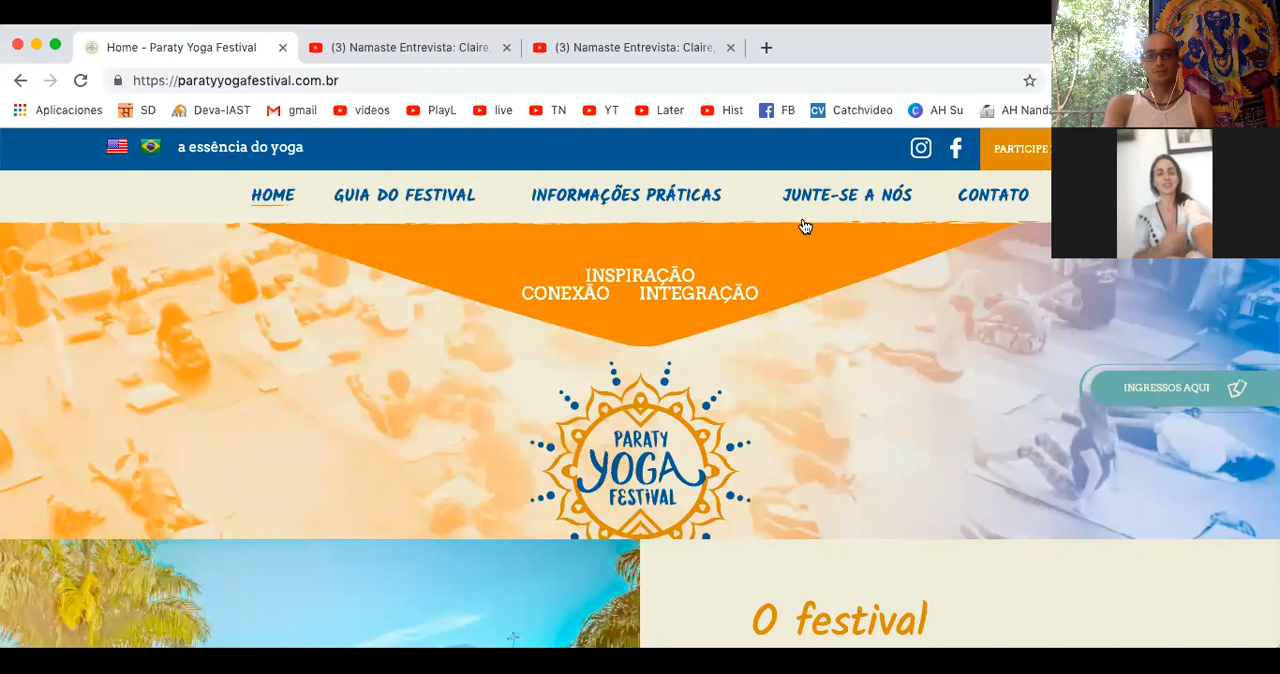 Home - Paraty Yoga Festival
(3) Namaste Entrevista: Claire,
(3) Namaste Entrevista: Claire,
https://paratyyogafestival.com.br
Aplicaciones SD Deva-IAST gmail videos PlayL live TN YT Later Hist FB Catchvideo AH Su AH Nanda
a essência do yoga
PARTICIPE
HOME GUIA DO FESTIVAL INFORMAÇÕES PRÁTICAS JUNTE-SE A NÓS CONTATO
INSPIRAÇÃO
CONEXÃO INTEGRAÇÃO
INGRESSOS AQUI
PARATY
YOGA
FESTIVAL
O festival